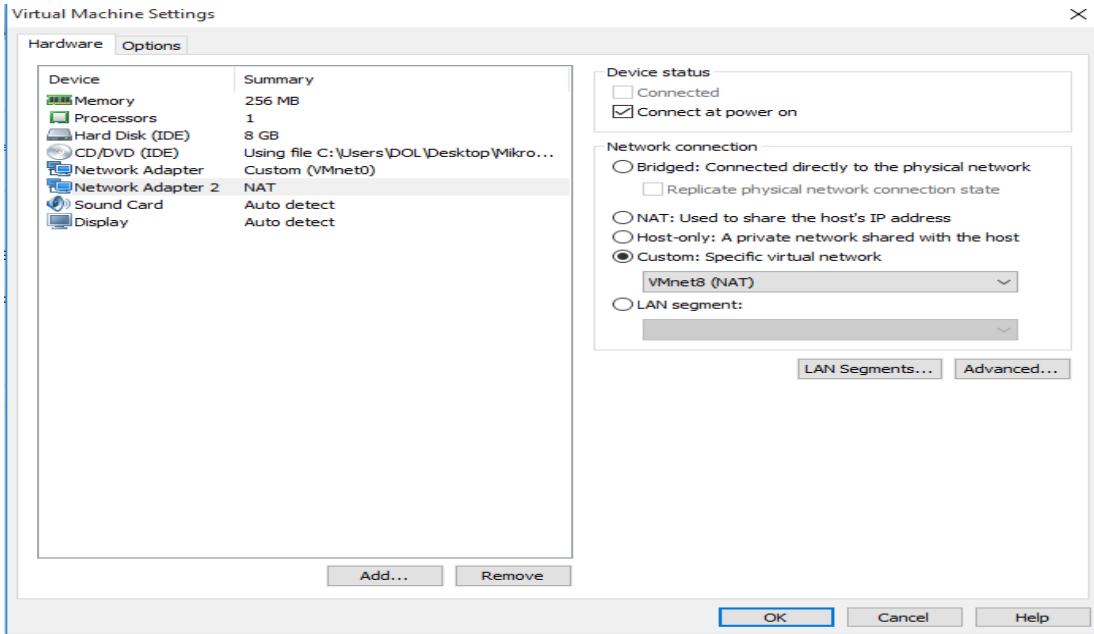 Virtual Machine Settings
Hardware Options
Device Summary
Memory 256 MB
Processors 1
Hard Disk (IDE) 8 GB
CD/DVD (IDE) Using file C:\Users\DOL\Desktop\Mikro...
Network Adapter Custom (VMnet0)
Network Adapter 2 NAT
Sound Card Auto detect
Display Auto detect
Add... Remove
Device status
Connected
Connect at power on
Network connection
Bridged: Connected directly to the physical network
Replicate physical network connection state
NAT: Used to share the host's IP address
Host-only: A private network shared with the host
Custom: Specific virtual network
VMnet8 (NAT)
LAN segment:
LAN Segments... Advanced...
OK Cancel Help